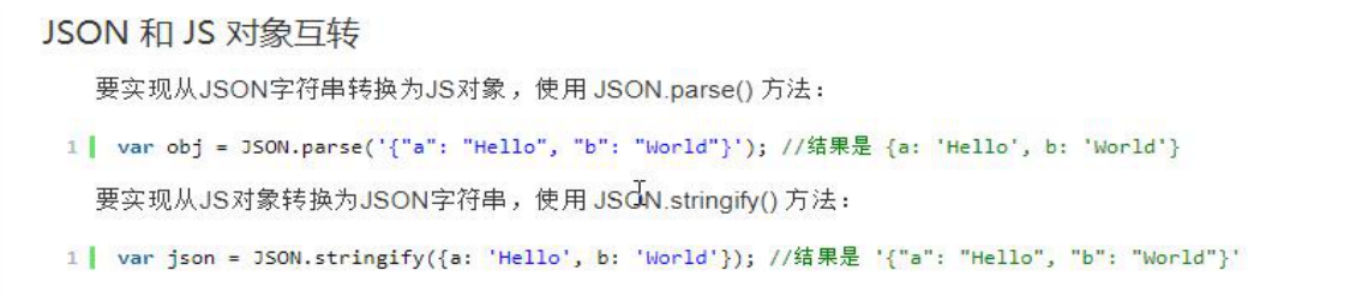 JSON 和 JS 对象互转
要实现从JSON字符串转换为JS对象，使用 JSON.parse() 方法：
1 var obj = JSON.parse('{"a": "Hello", "b": "World"}'); //结果是 {a: 'Hello', b: 'World'}
要实现从JS对象转换为JSON字符串，使用 JSON.stringify() 方法：
1 var json = JSON.stringify({a: 'Hello', b: 'World'}); //结果是 '{"a": "Hello", "b": "World"}'